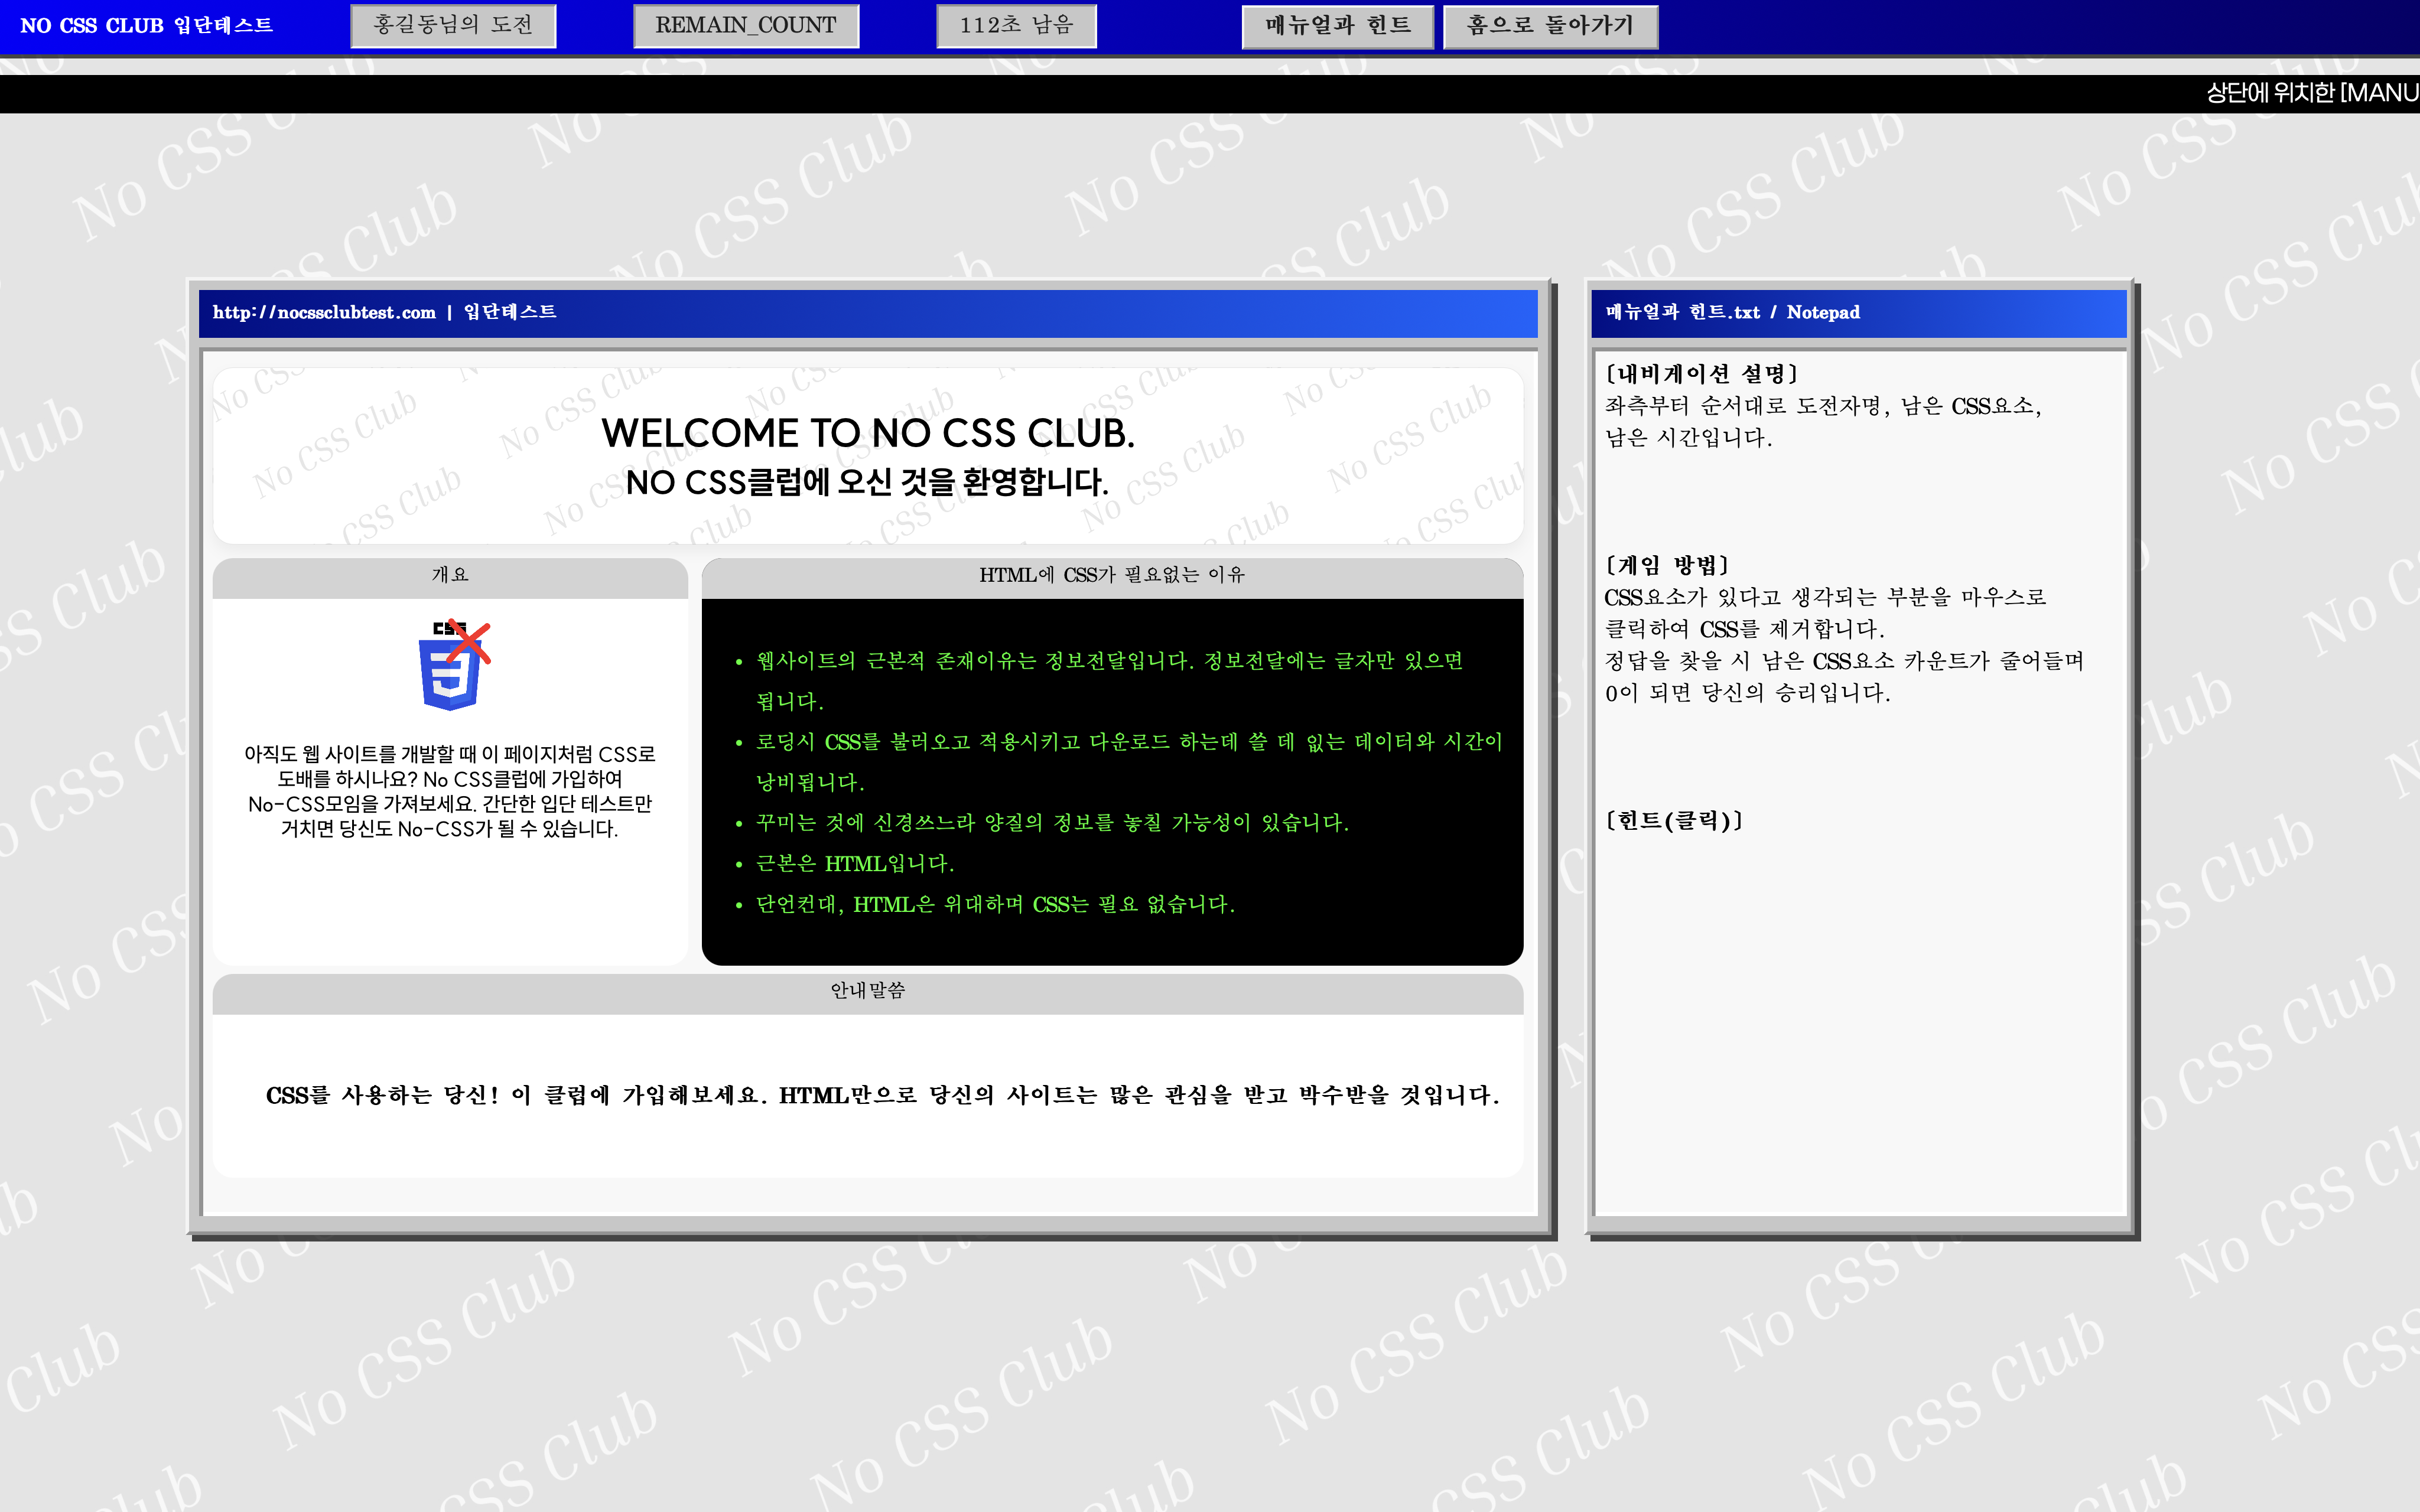 NO CSS CLUB 입단테스트
홍길동님의 도전
REMAIN_COUNT
112초 남음
메뉴얼과 힌트
홈으로 돌아가기
상단에 위치한 [MANU
http://nocssclubtest.com | 입단테스트
WELCOME TO NO CSS CLUB.
NO CSS클럽에 오신 것을 환영합니다.
개요
CSS
아직도 웹 사이트를 개발할 때 이 페이지처럼 CSS로
도배를 하시나요? No CSS클럽에 가입하여
No-CSS모임을 가져보세요. 간단한 입단 테스트만
거치면 당신도 No-CSS가 될 수 있습니다.
HTML에 CSS가 필요없는 이유
• 웹사이트의 근본적 존재이유는 정보전달입니다. 정보전달에는 글자만 있으면
됩니다.
• 로딩시 CSS를 불러오고 적용시키고 다운로드 하는데 쓸 데 없는 데이터와 시간이
낭비됩니다.
• 꾸미는 것에 신경쓰느라 양질의 정보를 놓칠 가능성이 있습니다.
• 근본은 HTML입니다.
• 단언컨대, HTML은 위대하며 CSS는 필요 없습니다.
안내말씀
CSS를 사용하는 당신! 이 클럽에 가입해보세요. HTML만으로 당신의 사이트는 많은 관심을 받고 박수받을 것입니다.
메뉴얼과 힌트.txt / Notepad
[내비게이션 설명]
좌측부터 순서대로 도전자명, 남은 CSS요소,
남은 시간입니다.
[게임 방법]
CSS요소가 있다고 생각되는 부분을 마우스로
클릭하여 CSS를 제거합니다.
정답을 찾을 시 남은 CSS요소 카운트가 줄어들며
0이 되면 당신의 승리입니다.
[힌트(클릭)]
No CSS Club